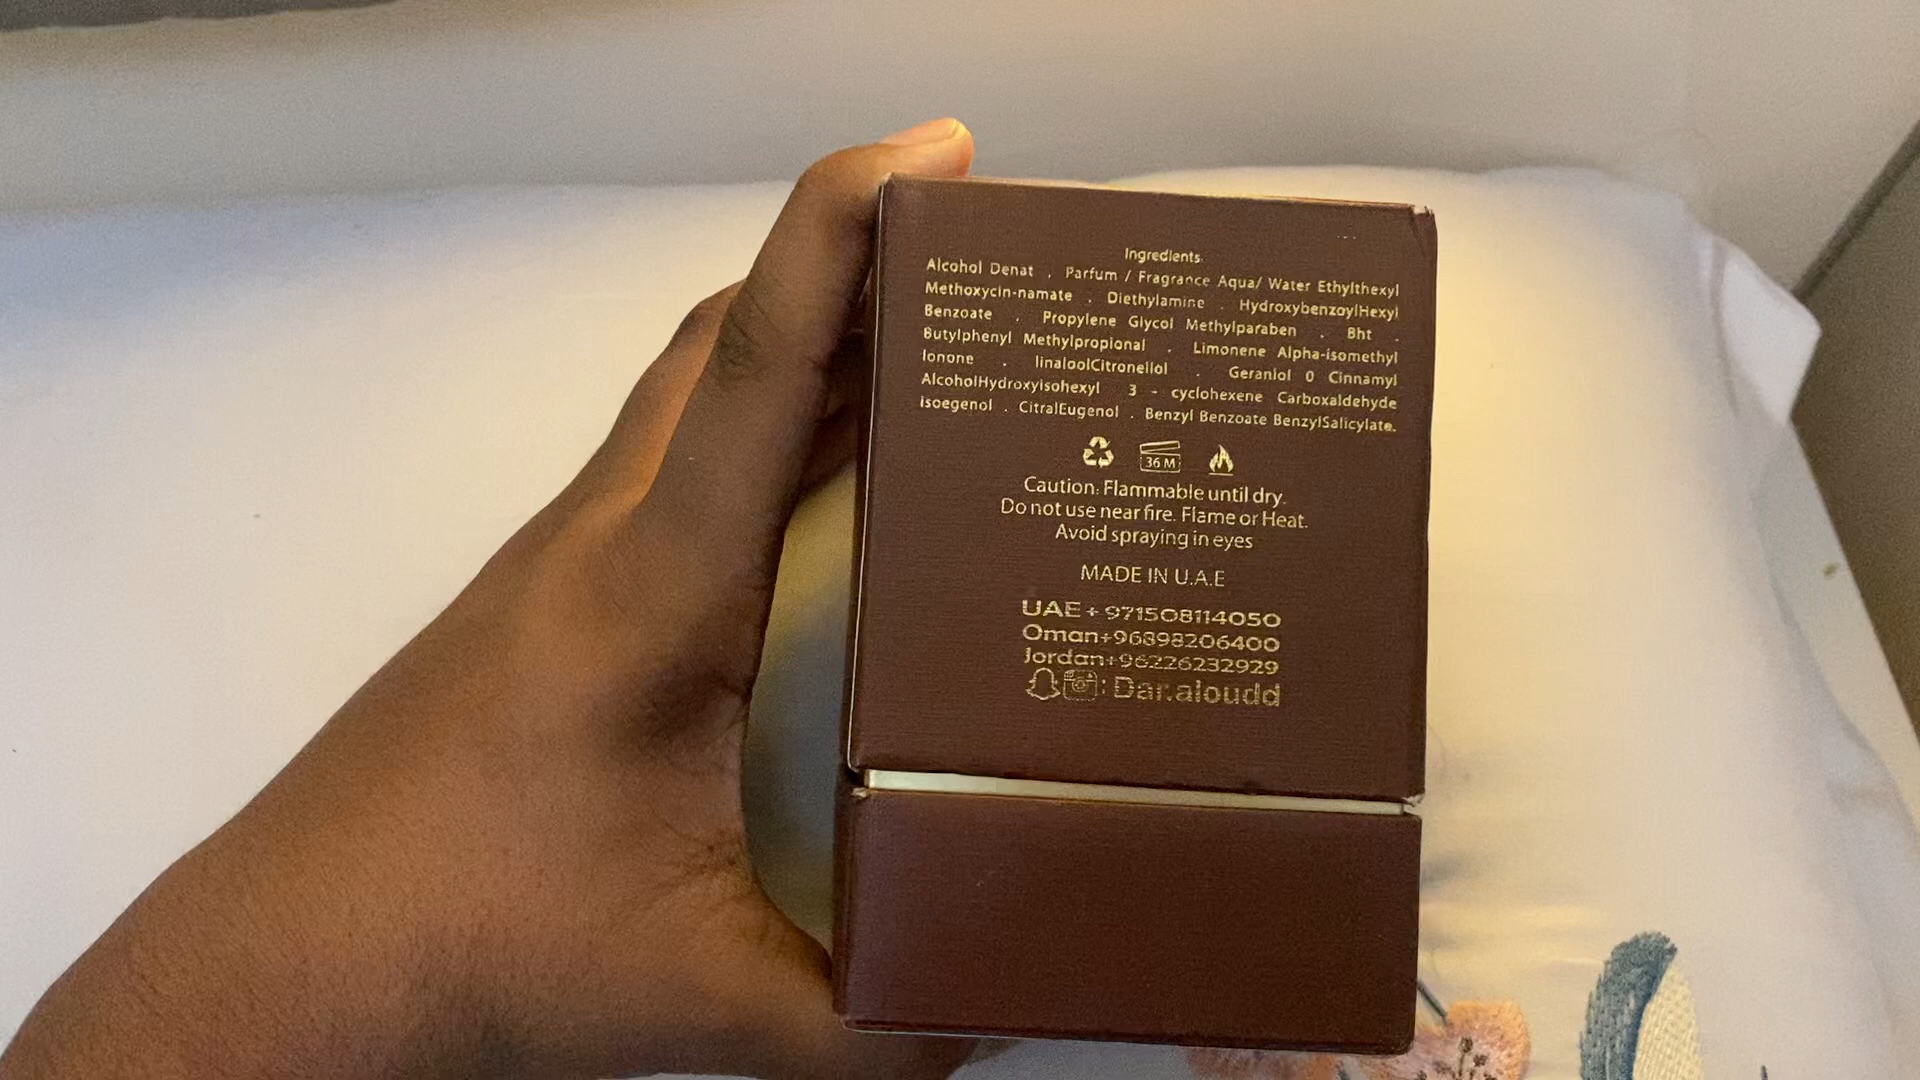 Ingredients
Alcohol Denat . Parfum / Fragrance Aqua/ Water Ethylthexyl
Methoxycin-namate . Diethylamine . HydroxybenzoylHexyl
Benzoate . Propylene Glycol Methylparaben . Bht .
Butylphenyl Methylpropional . Limonene Alpha-isomethyl
Ionone . linaloolCitronellol . Geraniol 0 Cinnamyl
AlcoholHydroxyisohexyl 3 - cyclohexene Carboxaldehyde
Isoegenol . CitralEugenol . Benzyl Benzoate BenzylSalicylate.
36 M
Caution: Flammable until dry.
Do not use near fire. Flame or Heat.
Avoid spraying in eyes
MADE IN U.A.E
UAE + 971508114050
Oman+96898206400
Jordan+96226232929
: Dar.aloudd